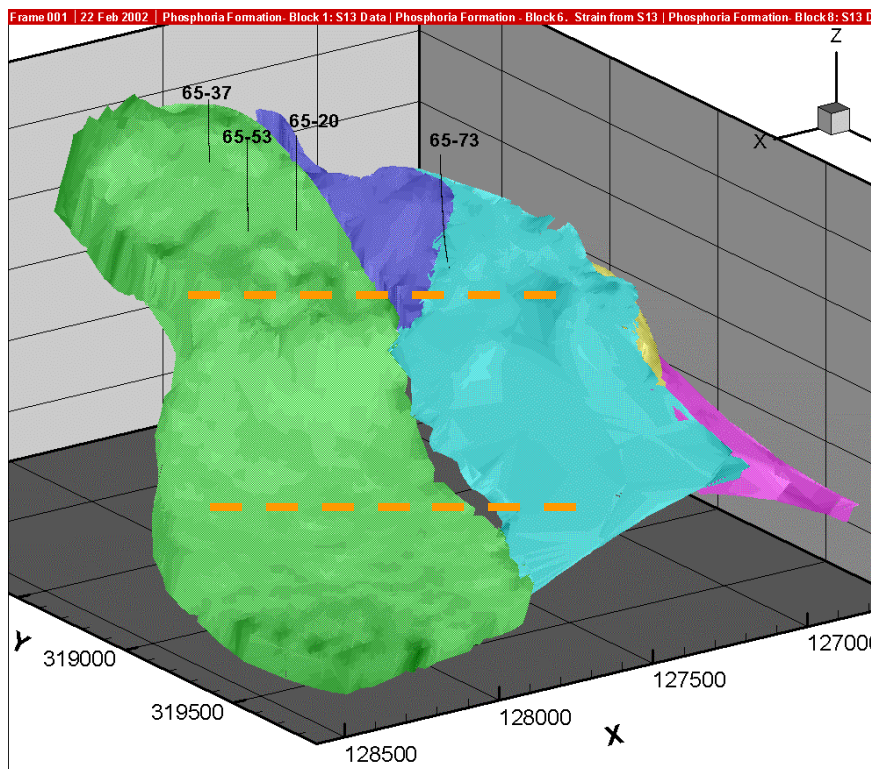 Frame 001 | 22 Feb 2002 | Phosphoria Formation- Block 1: S13 Data | Phosphoria Formation - Block 6. Strain from S13 | Phosphoria Formation- Block 8: S13 D
Z
X
65-37
65-20
65-53
65-73
Y
319000
319500
127000
127500
128000
128500
X